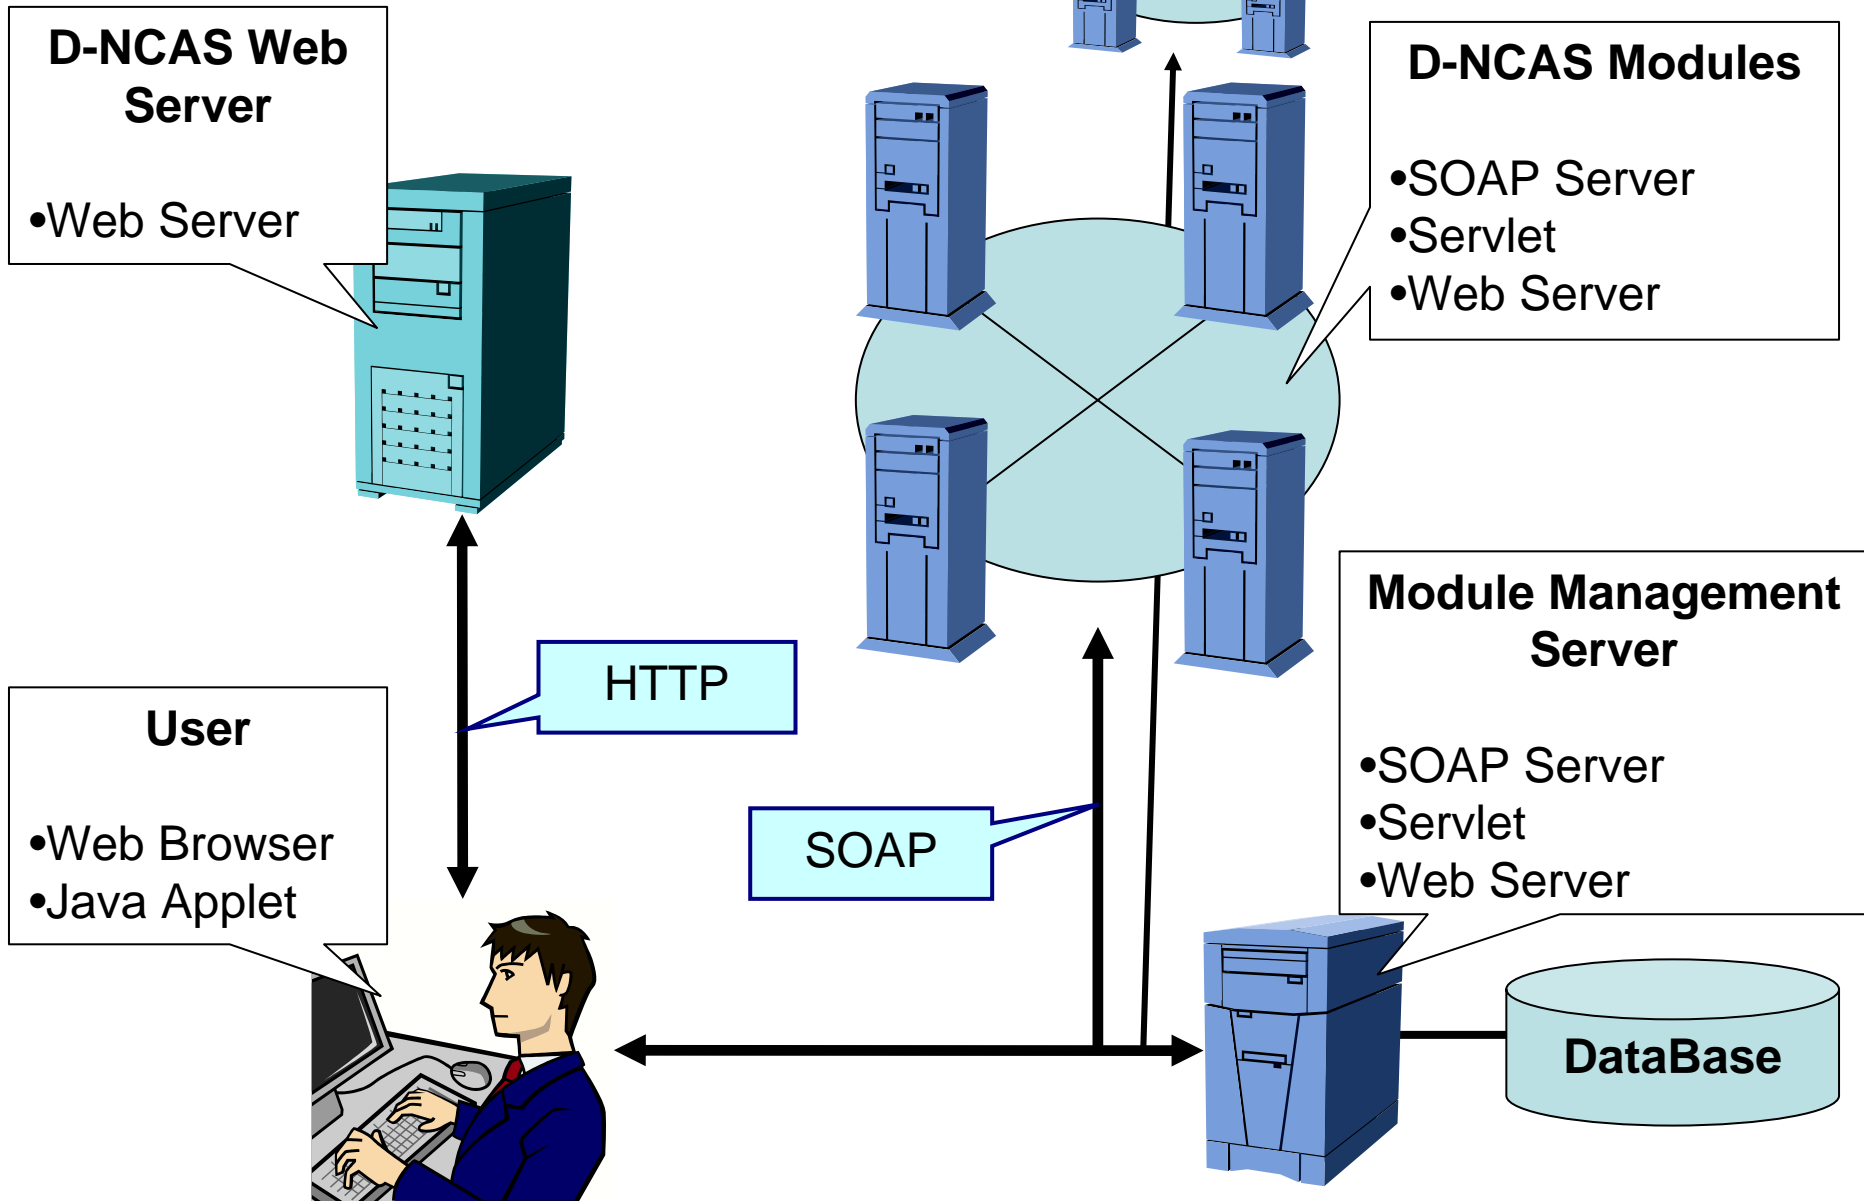 D-NCAS Web
Server
•Web Server
D-NCAS Modules
•SOAP Server
•Servlet
•Web Server
HTTP
User
•Web Browser
•Java Applet
SOAP
Module Management
Server
•SOAP Server
•Servlet
•Web Server
DataBase